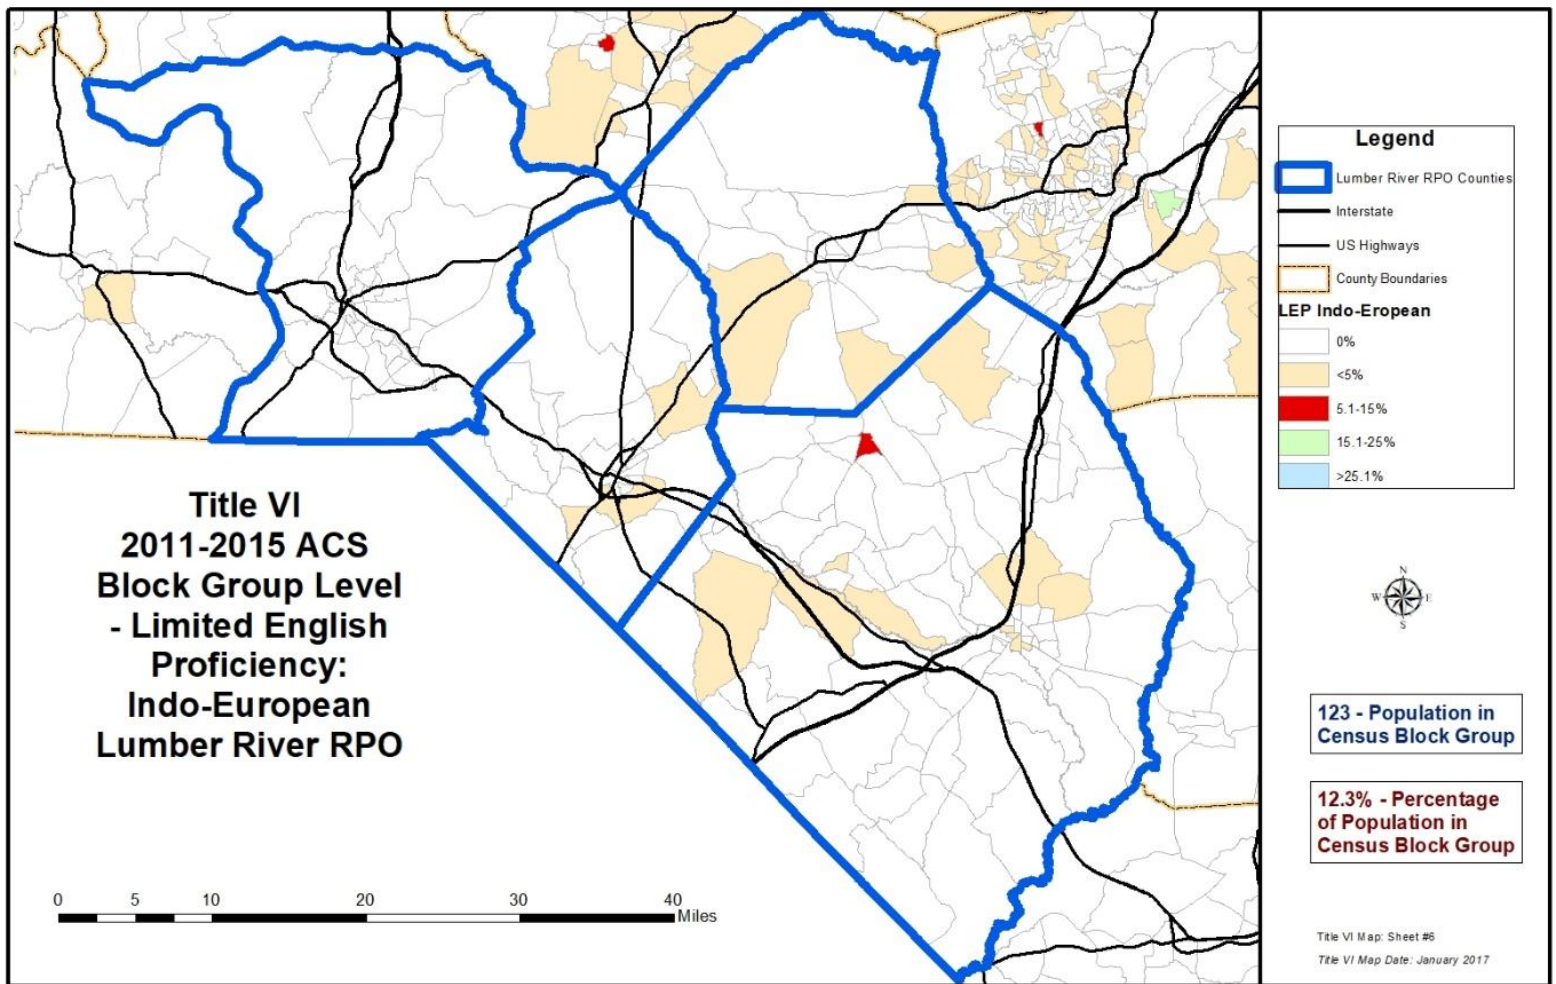 Title VI
2011-2015 ACS
Block Group Level
- Limited English
Proficiency:
Indo-European
Lumber River RPO
0 5 10 20 30 40
Miles
Legend
Lumber River RPO Counties
Interstate
US Highways
County Boundaries
LEP Indo-Eropean
0%
<5%
5.1-15%
15.1-25%
>25.1%
N
W E
S
123 - Population in
Census Block Group
12.3% - Percentage
of Population in
Census Block Group
Title VI Map: Sheet #6
Title VI Map Date: January 2017